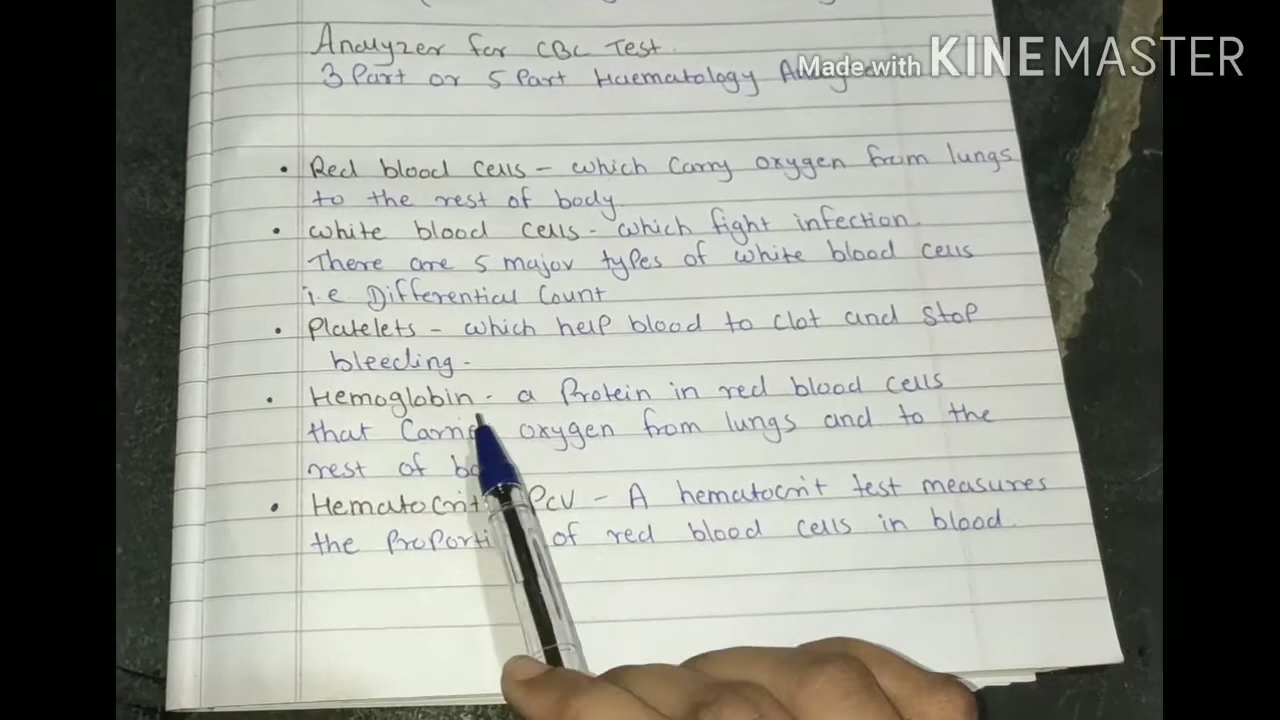 Analyzer for CBC Test.
Made with KINEMASTER
3 Part or 5 Part Haematology
• Red blood cells - which carry oxygen from lungs
to the rest of body.
• White blood cells - which fight infection.
There are 5 major types of white blood cells
i.e Differential Count
• Platelets - which help blood to clot and stop
bleeding -
• Hemoglobin - a Protein in red blood cells
that oxygen from lungs and to the
rest of
• Hematocrit PCV - A hematocrit test measures
the of red blood cells in blood.